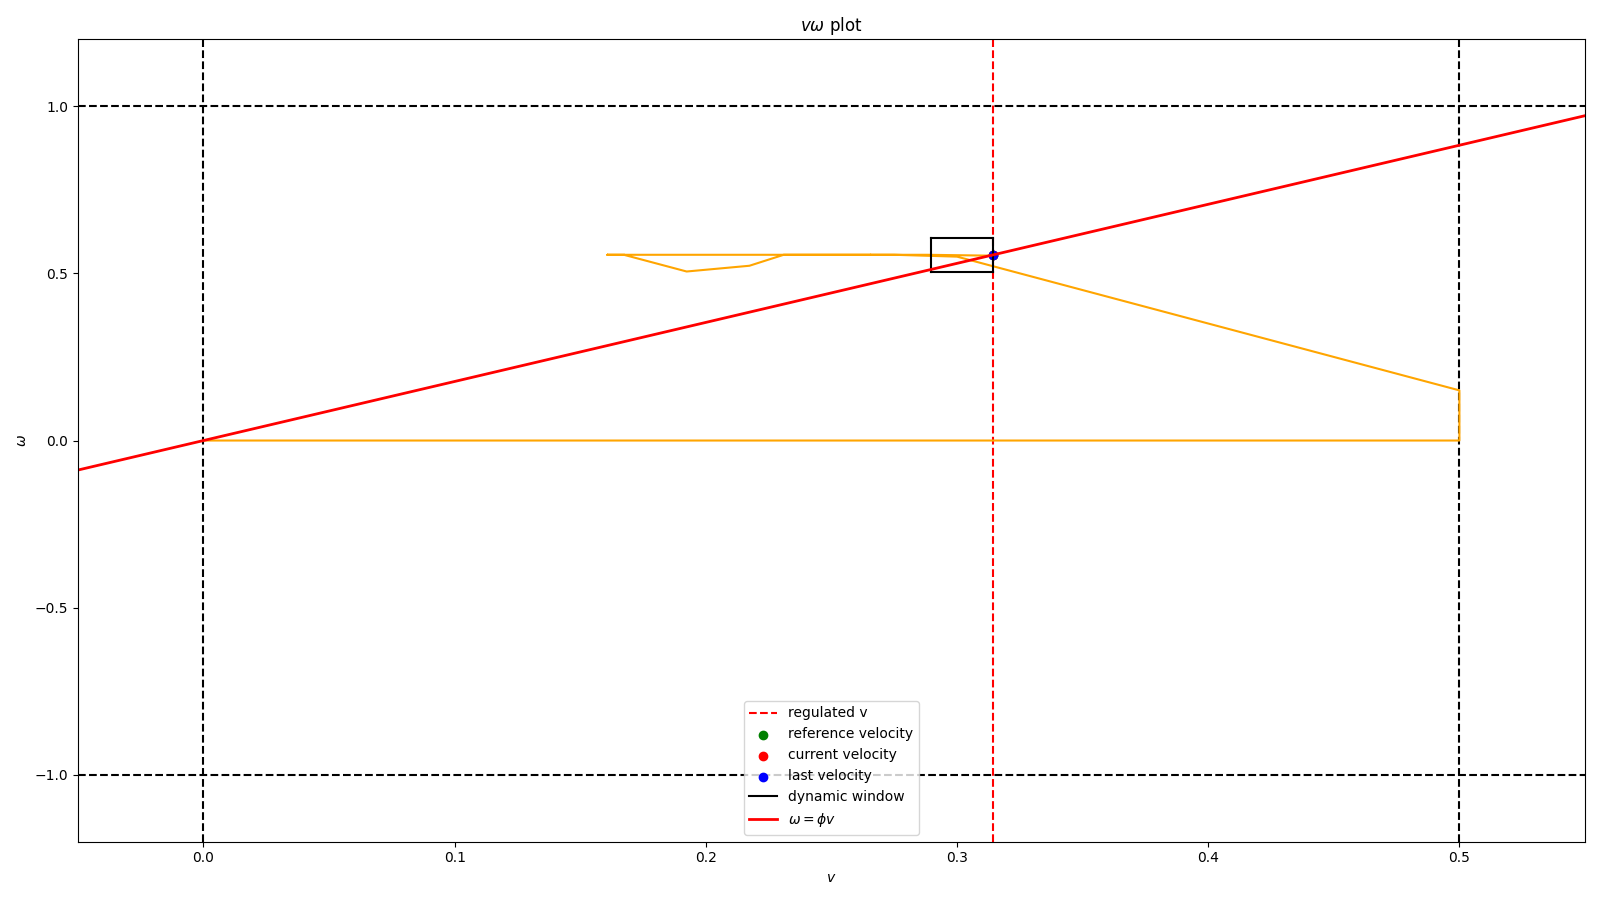 vω plot
1.0
0.5
0.0
−0.5
−1.0
ω
regulated v
reference velocity
current velocity
last velocity
dynamic window
ω = ϕv
0.0 0.1 0.2 0.3 0.4 0.5
v